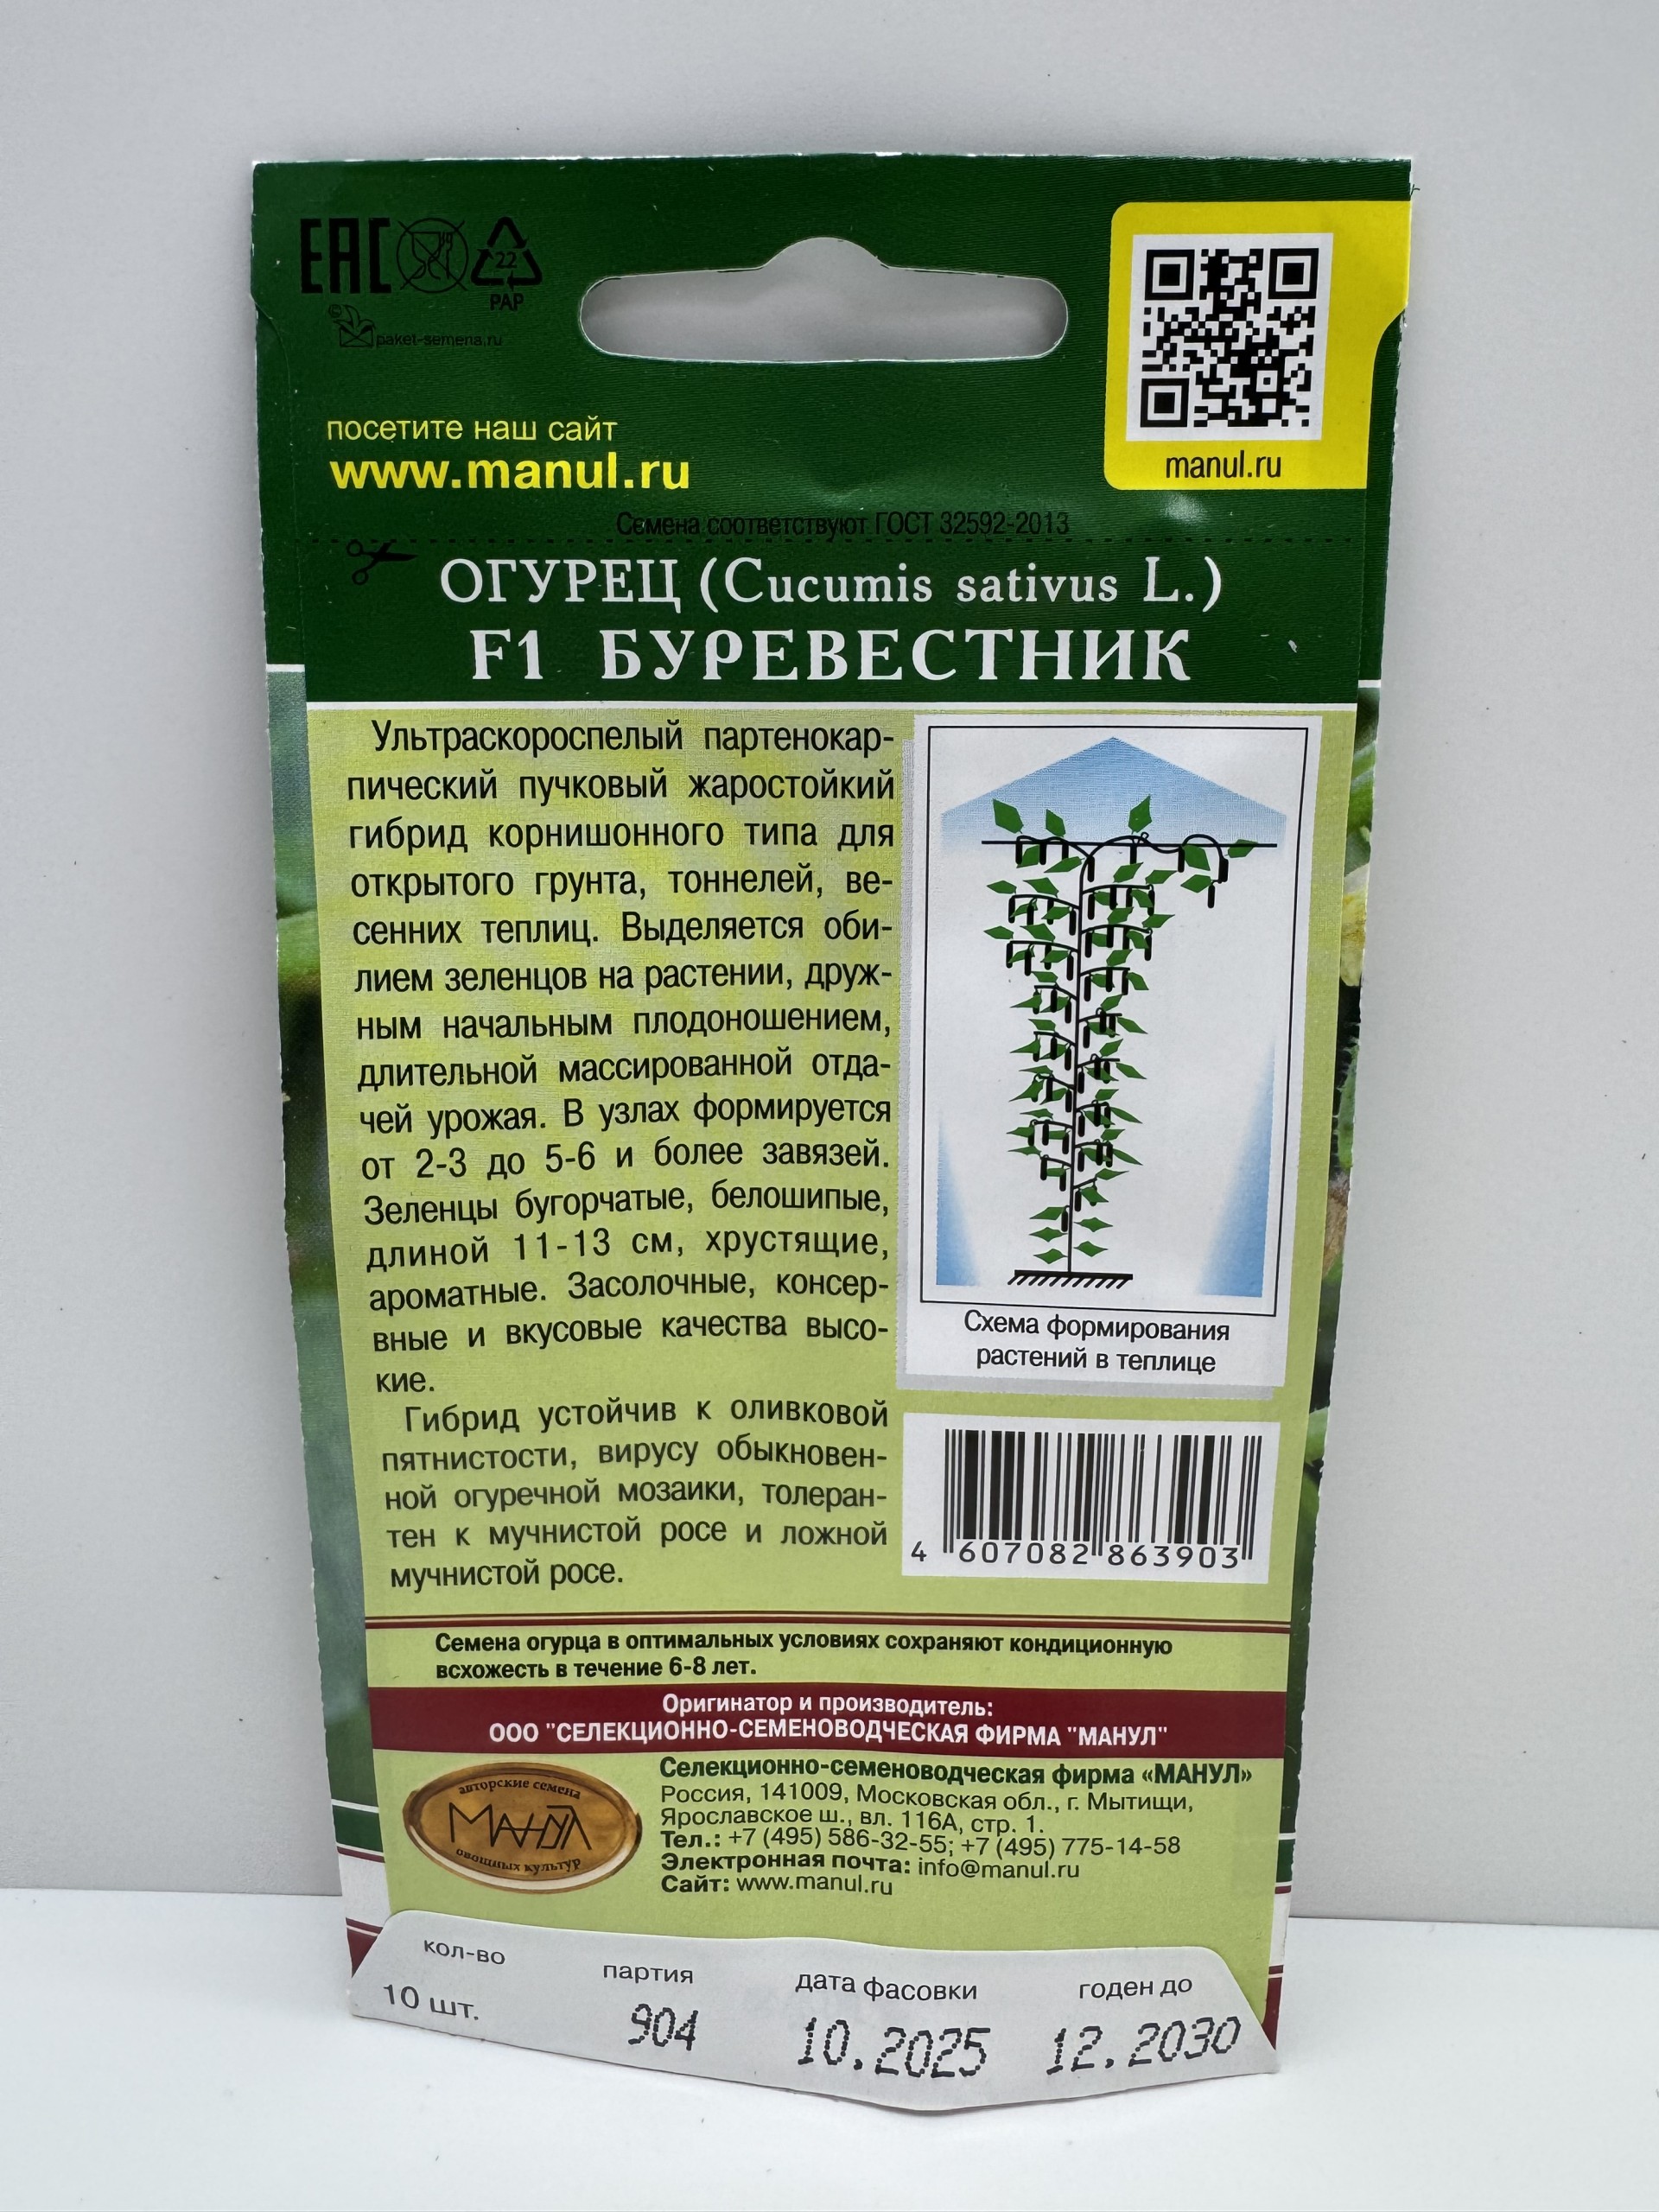 ЕАС
22
PAP
©
paket-semena.ru
посетите наш сайт
www.manul.ru
manul.ru
Семена соответствуют ГОСТ 32592-2013
ОГУРЕЦ (Cucumis sativus L.)
F1 БУРЕВЕСТНИК
Ультраскороспелый партенокар-
пический пучковый жаростойкий
гибрид корнишонного типа для
открытого грунта, тоннелей, ве-
сенних теплиц. Выделяется оби-
лием зеленцов на растении, друж-
ным начальным плодоношением,
длительной массированной отда-
чей урожая. В узлах формируется
от 2-3 до 5-6 и более завязей.
Зеленцы бугорчатые, белошипые,
длиной 11-13 см, хрустящие,
ароматные. Засолочные, консер-
вные и вкусовые качества высо-
кие.
Гибрид устойчив к оливковой
пятнистости, вирусу обыкновен-
ной огуречной мозаики, толеран-
тен к мучнистой росе и ложной
мучнистой росе.
Схема формирования
растений в теплице
4 607082 863903
Семена огурца в оптимальных условиях сохраняют кондиционную
всхожесть в течение 6-8 лет.
Оригинатор и производитель:
ООО "СЕЛЕКЦИОННО-СЕМЕНОВОДЧЕСКАЯ ФИРМА "МАНУЛ"
авторские семена
МАНУЛ
овощных культур
Селекционно-семеноводческая фирма «МАНУЛ»
Россия, 141009, Московская обл., г. Мытищи,
Ярославское ш., вл. 116А, стр. 1.
Тел.: +7 (495) 586-32-55; +7 (495) 775-14-58
Электронная почта: info@manul.ru
Сайт: www.manul.ru
кол-во партия дата фасовки годен до
10 шт. 904 10.2025 12.2030